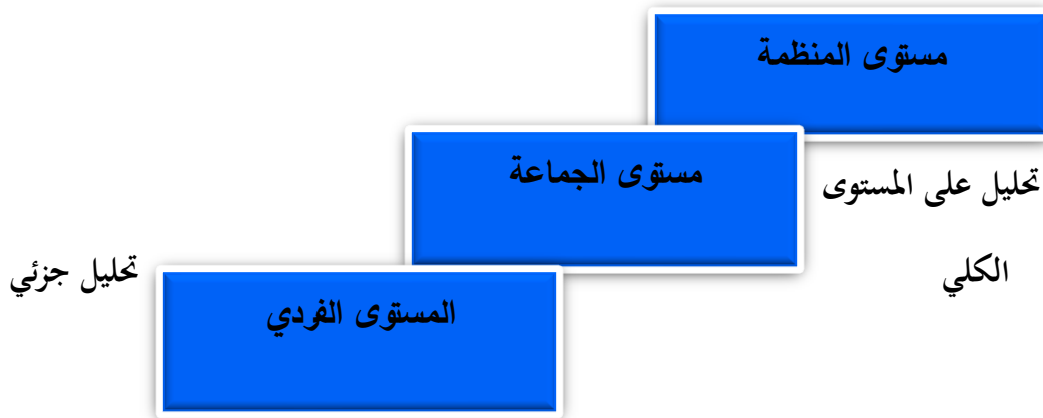 مستوى المنظمة
مستوى الجماعة
تحليل على المستوى
الكلي
تحليل جزئي
المستوى الفردي